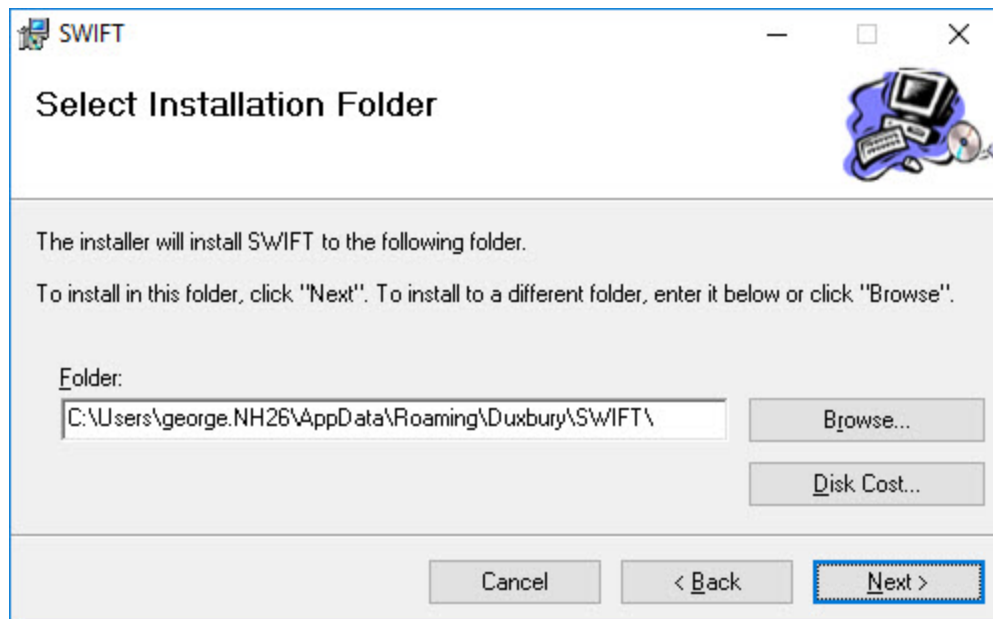 SWIFT
Select Installation Folder
The installer will install SWIFT to the following folder.
To install in this folder, click "Next". To install to a different folder, enter it below or click "Browse".
Folder:
C:\Users\george.NH26\AppData\Roaming\Duxbury\SWIFT\
Browse...
Disk Cost...
Cancel
< Back
Next >